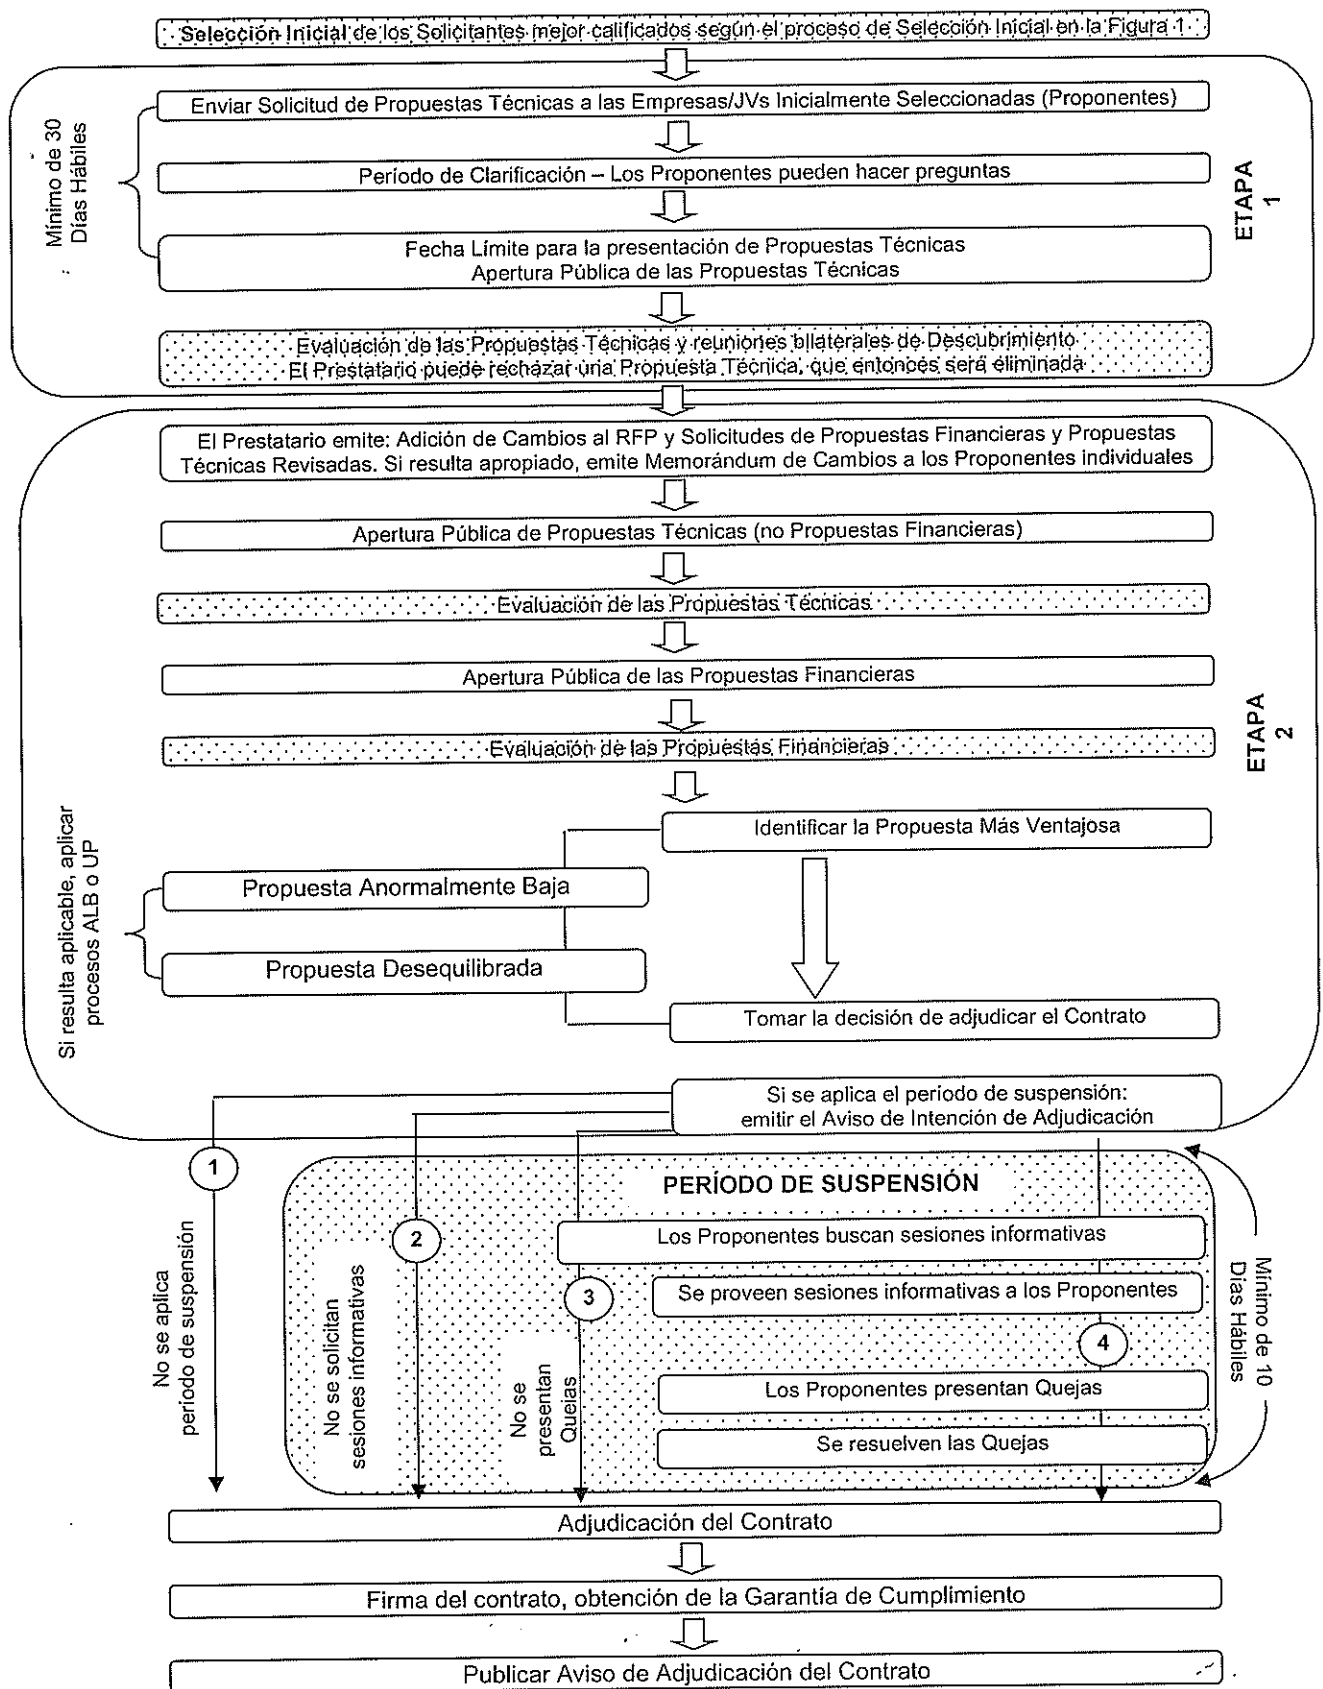 Selección Inicial de los Solicitantes mejor calificados según el proceso de Selección Inicial en la Figura 1
Enviar Solicitud de Propuestas Técnicas a las Empresas/JVs Inicialmente Seleccionadas (Proponentes)
Mínimo de 30
Días Hábiles
Período de Clarificación – Los Proponentes pueden hacer preguntas
ETAPA
1
Fecha Límite para la presentación de Propuestas Técnicas
Apertura Pública de las Propuestas Técnicas
Evaluación de las Propuestas Técnicas y reuniones bilaterales de Descubrimiento
El Prestatario puede rechazar una Propuesta Técnica, que entonces será eliminada
El Prestatario emite: Adición de Cambios al RFP y Solicitudes de Propuestas Financieras y Propuestas
Técnicas Revisadas. Si resulta apropiado, emite Memorándum de Cambios a los Proponentes individuales
Apertura Pública de Propuestas Técnicas (no Propuestas Financieras)
Evaluación de las Propuestas Técnicas
Apertura Pública de las Propuestas Financieras
ETAPA
2
Evaluación de las Propuestas Financieras
Identificar la Propuesta Más Ventajosa
Si resulta aplicable, aplicar
procesos ALB o UP
Propuesta Anormalmente Baja
Propuesta Desequilibrada
Tomar la decisión de adjudicar el Contrato
Si se aplica el período de suspensión:
emitir el Aviso de Intención de Adjudicación
1
No se aplica
período de suspensión
PERÍODO DE SUSPENSIÓN
2
No se solicitan
sesiones informativas
Los Proponentes buscan sesiones informativas
3
No se
presentan
Quejas
Se proveen sesiones informativas a los Proponentes
4
Mínimo de 10
Días Hábiles
Los Proponentes presentan Quejas
Se resuelven las Quejas
Adjudicación del Contrato
Firma del contrato, obtención de la Garantía de Cumplimiento
Publicar Aviso de Adjudicación del Contrato